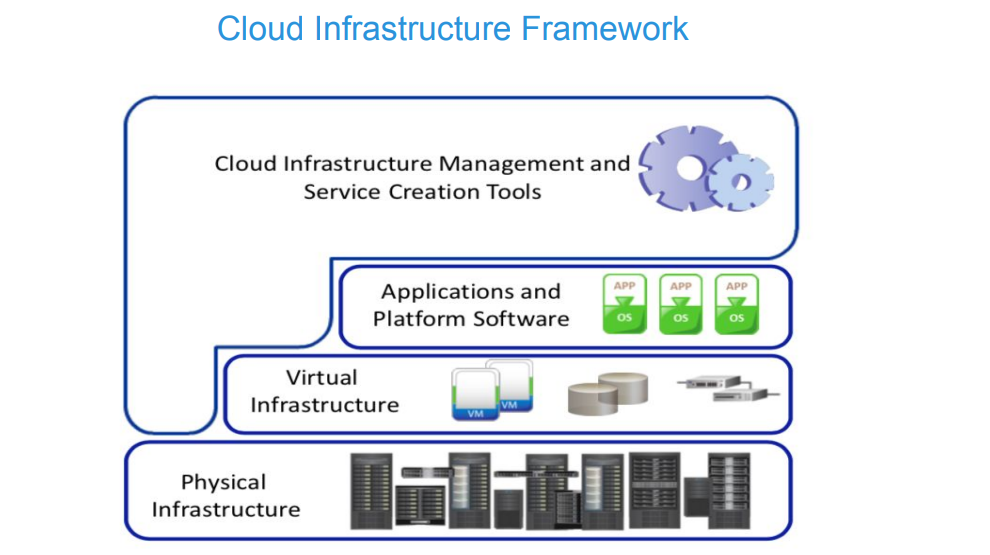 Cloud Infrastructure Framework
Cloud Infrastructure Management and
Service Creation Tools
Applications and
Platform Software
APP
OS
APP
OS
APP
OS
Virtual
Infrastructure
VM
VM
Physical
Infrastructure